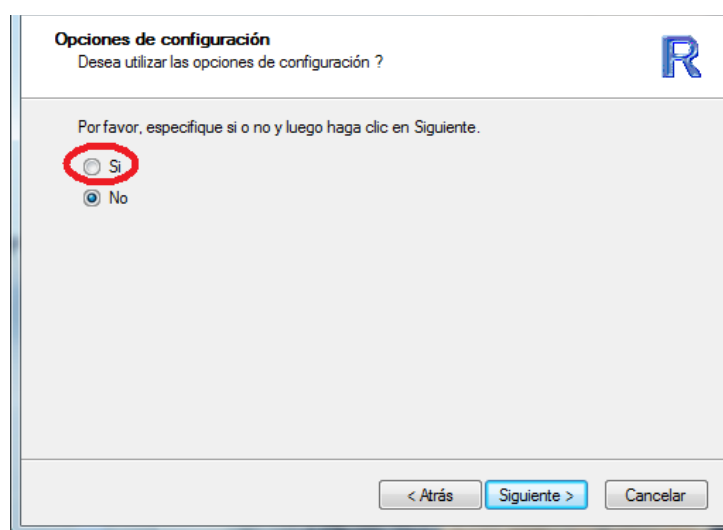 Opciones de configuración
Desea utilizar las opciones de configuración ?
R
Por favor, especifique si o no y luego haga clic en Siguiente.
Si
No
< Atrás
Siguiente >
Cancelar